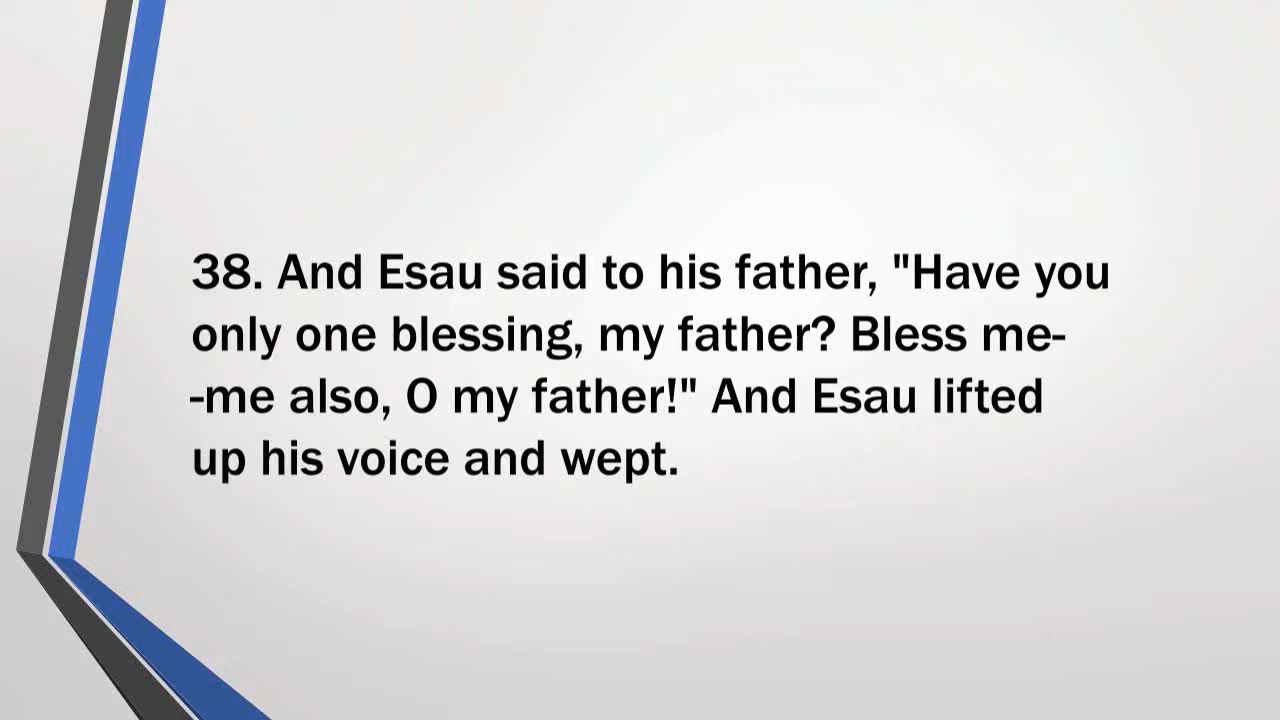 38. And Esau said to his father, "Have you
only one blessing, my father? Bless me-
-me also, O my father!" And Esau lifted
up his voice and wept.